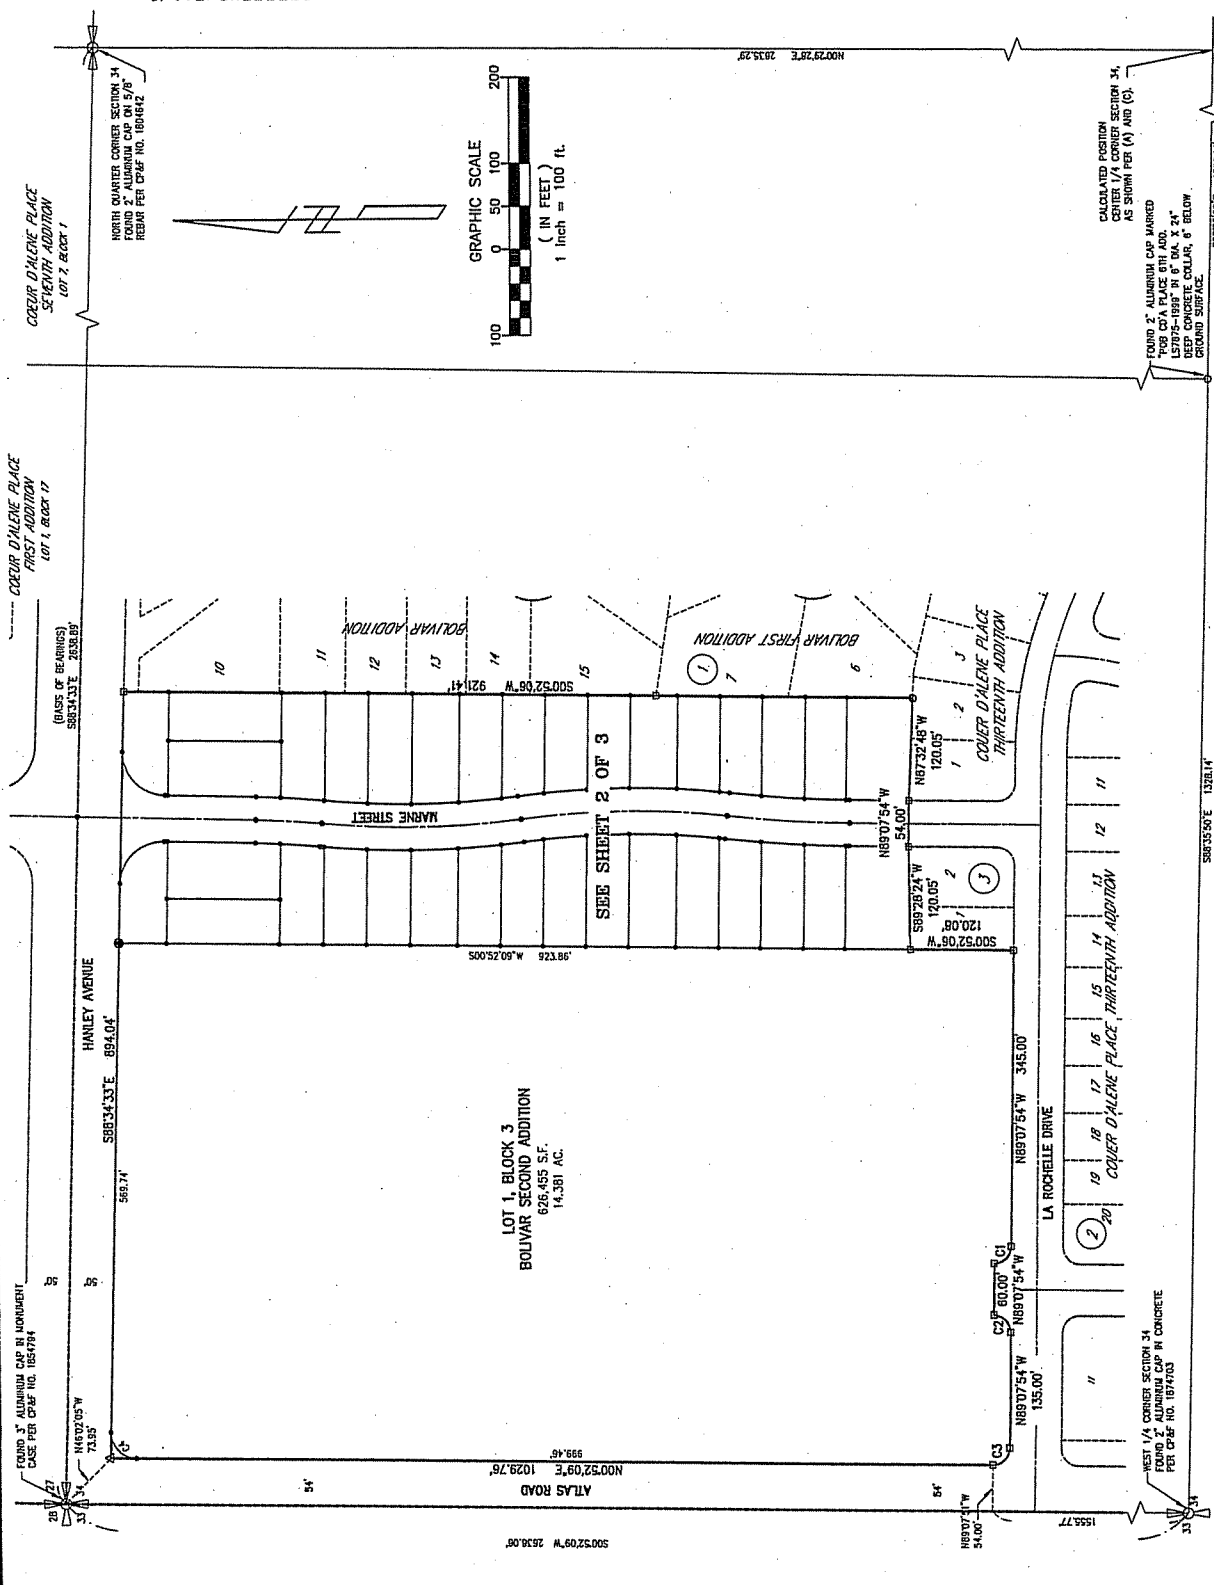 COEUR D'ALENE PLACE
SEVENTH ADDITION
LOT 7, BLOCK 1
COEUR D'ALENE PLACE
FIRST ADDITION
LOT 1, BLOCK 17
NORTH QUARTER CORNER SECTION 34
FOUND 2" ALUMINUM CAP ON 5/8"
REBAR PER CP&F NO. 1804642
N00°29'28"E 2635.29'
N
GRAPHIC SCALE
100 0 50 100 200
( IN FEET )
1 inch = 100 ft.
CALCULATED POSITION
CENTER 1/4 CORNER SECTION 34,
AS SHOWN PER (A) AND (C).
FOUND 2" ALUMINUM CAP MARKED
"POB CD'A PLACE 6TH ADD.
LS7875-1999" IN 6" DIA. X 24"
DEEP CONCRETE COLLAR, 6" BELOW
GROUND SURFACE.
(BASIS OF BEARINGS)
S88°34'33"E 2638.89'
10
11
12
13
14
15
BOLIVAR ADDITION
1
7
6
BOLIVAR FIRST ADDITION
S00°52'06"W 921.41'
MARNE STREET
SEE SHEET 2 OF 3
S00°52'09"W 923.86'
N87°32'48"W
120.05'
N89°07'54"W
54.00'
S89°28'24"W
120.05'
S00°52'06"W
120.08'
1 2 3
COUER D'ALENE PLACE
THIRTEENTH ADDITION
1 2
3
HANLEY AVENUE
S88°34'33"E 894.04'
569.74'
50'
50'
LOT 1, BLOCK 3
BOLIVAR SECOND ADDITION
626,455 S.F.
14.381 AC.
N89°07'54"W 345.00'
C1
60.00'
N89°07'54"W
C2
N89°07'54"W
135.00'
C3
LA ROCHELLE DRIVE
2
20 19 18 17 16 15 14 13 12 11
COUER D'ALENE PLACE THIRTEENTH ADDITION
"
S88°35'50"E 1328.14'
FOUND 3" ALUMINUM CAP IN MONUMENT
CASE PER CP&F NO. 1854794
N46°02'05"W
73.95'
28 27
33 34
999.46'
N00°52'09"E 1029.76'
ATLAS ROAD
54'
54'
S00°52'09"W 2636.06'
N89°07'51"W
54.00'
1555.77'
WEST 1/4 CORNER SECTION 34
FOUND 2" ALUMINUM CAP IN CONCRETE
PER CP&F NO. 1874703
33 34